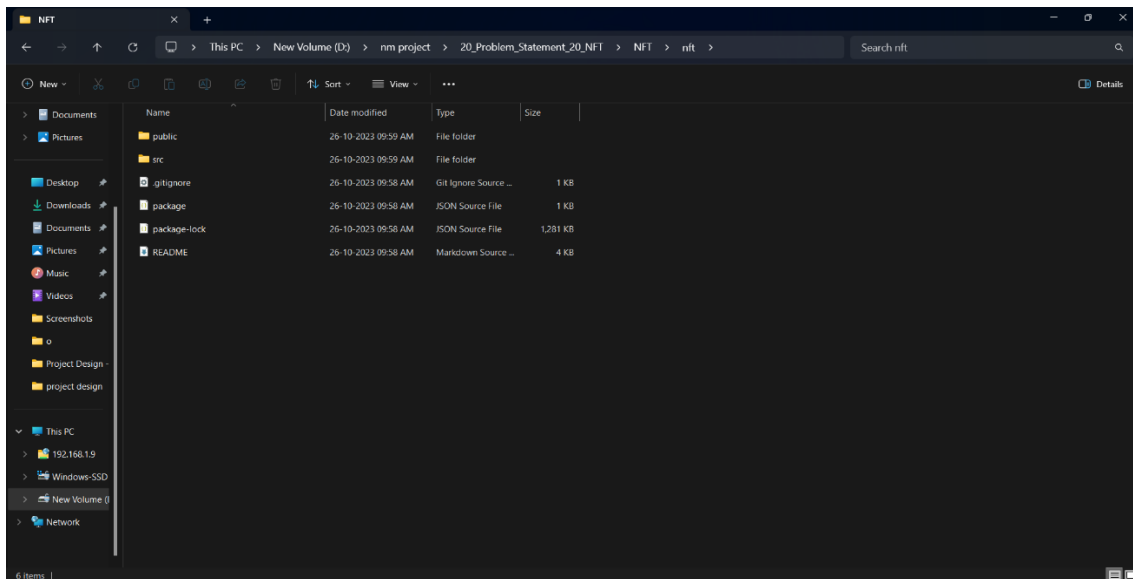 NFT
This PC > New Volume (D:) > nm project > 20_Problem_Statement_20_NFT > NFT > nft >
Search nft
New Sort View ... Details
Name Date modified Type Size
public 26-10-2023 09:59 AM File folder
src 26-10-2023 09:59 AM File folder
.gitignore 26-10-2023 09:58 AM Git Ignore Source ... 1 KB
package 26-10-2023 09:58 AM JSON Source File 1 KB
package-lock 26-10-2023 09:58 AM JSON Source File 1,281 KB
README 26-10-2023 09:58 AM Markdown Source ... 4 KB
Documents
Pictures
Desktop
Downloads
Documents
Pictures
Music
Videos
Screenshots
o
Project Design -
project design
This PC
192.168.1.9
Windows-SSD
New Volume (
Network
6 items